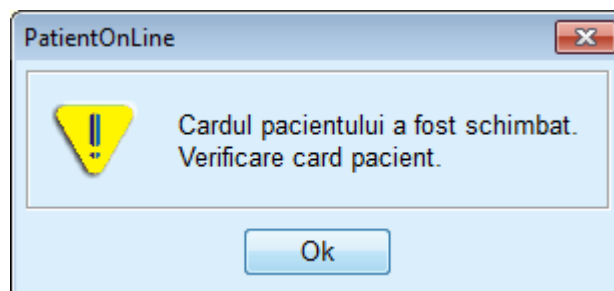 PatientOnLine
Cardul pacientului a fost schimbat.
Verificare card pacient.
Ok